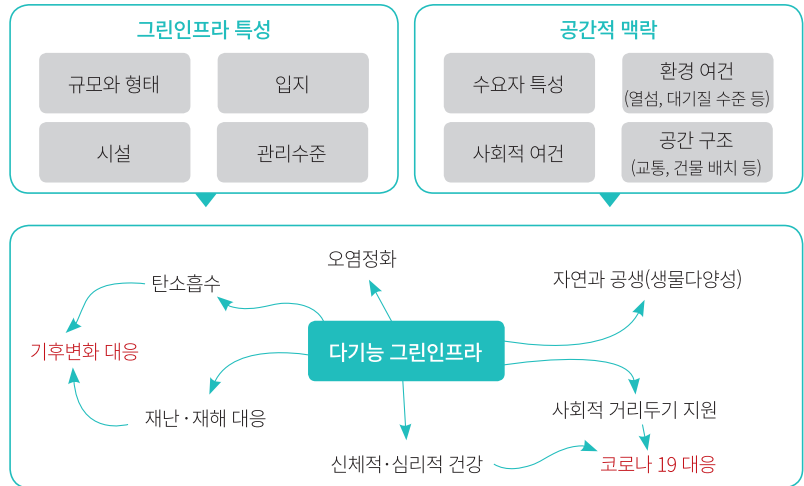 그린인프라 특성
규모와 형태
입지
시설
관리수준
공간적 맥락
수요자 특성
환경 여건
(열섬, 대기질 수준 등)
사회적 여건
공간 구조
(교통, 건물 배치 등)
오염정화
탄소흡수
자연과 공생(생물다양성)
기후변화 대응
다기능 그린인프라
재난·재해 대응
사회적 거리두기 지원
신체적·심리적 건강
코로나 19 대응